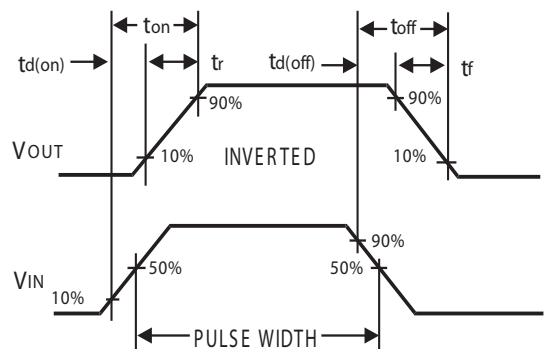 ton toff
td(on) tr td(off) tf
90% 90%
VOUT 10% INVERTED 10%
90%
50% 50%
VIN 10%
PULSE WIDTH